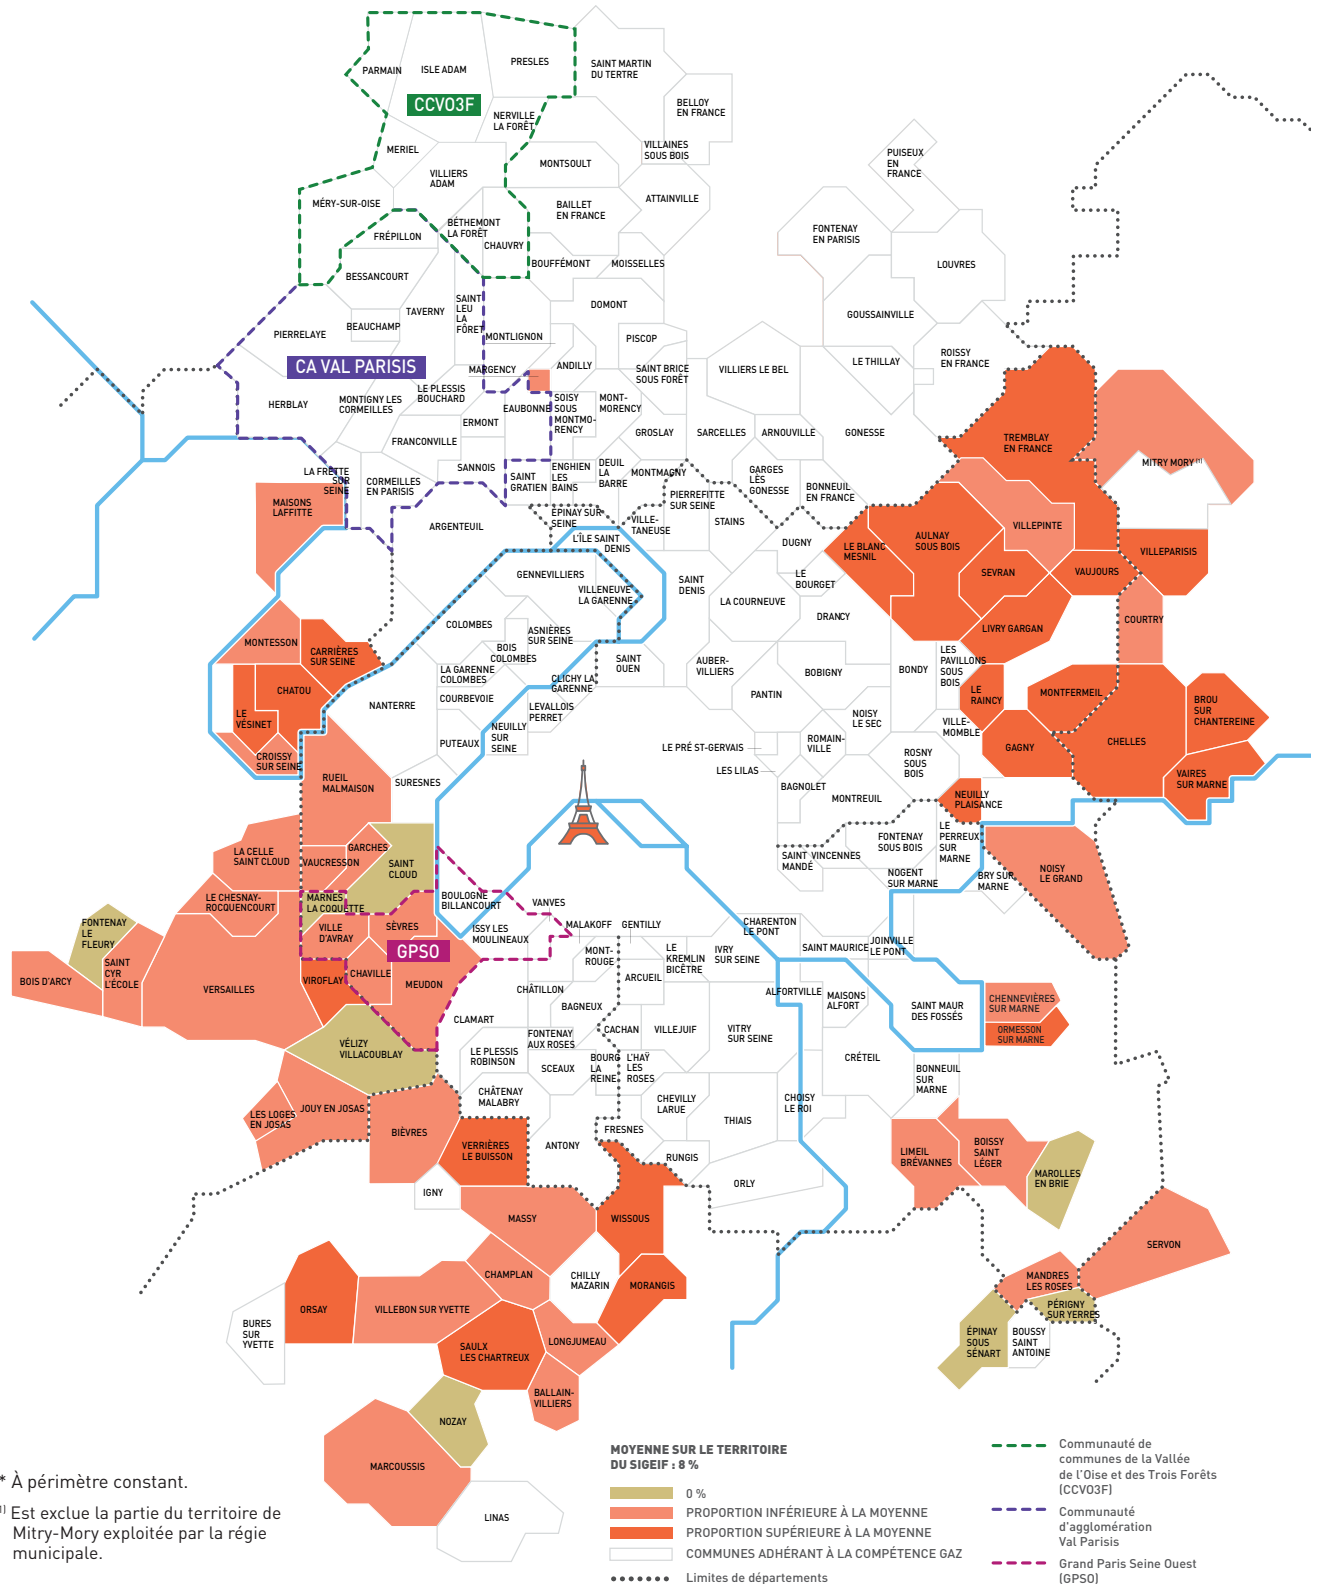 PARMAIN
ISLE ADAM
PRESLES
SAINT MARTIN
DU TERTRE
CCVO3F
BELLOY
EN FRANCE
NERVILLE
LA FORÊT
MERIEL
VILLAINES
SOUS BOIS
PUISEUX
EN
FRANCE
MONTSOULT
VILLIERS
ADAM
ATTAINVILLE
MÉRY-SUR-OISE
BAILLET
EN FRANCE
BÉTHEMONT
LA FORÊT
FONTENAY
EN PARISIS
FRÉPILLON
CHAUVRY
BOUFFÉMONT
MOISSELLES
LOUVRES
BESSANCOURT
TAVERNY
SAINT
LEU
LA
FÔRET
DOMONT
GOUSSAINVILLE
BEAUCHAMP
PIERRELAYE
MONTLIGNON
PISCOP
ROISSY
EN FRANCE
LE THILLAY
CA VAL PARISIS
MARGENCY
ANDILLY
SAINT BRICE
SOUS FORÊT
VILLIERS LE BEL
LE PLESSIS
BOUCHARD
HERBLAY
MONTIGNY LES
CORMEILLES
EAUBONNE
SOISY
SOUS
MONTMO-
RENCY
MONT-
MORENCY
ERMONT
GROSLAY
SARCELLES
ARNOUVILLE
GONESSE
FRANCONVILLE
TREMBLAY
EN FRANCE
MITRY MORY (1)
LA FRETTE
SUR
SEINE
SANNOIS
CORMEILLES
EN PARISIS
SAINT
GRATIEN
ENGHIEN
LES
BAINS
DEUIL
LA
BARRE
MONTMAGNY
GARGES
LÈS
GONESSE
BONNEUIL
EN FRANCE
PIERREFITTE
SUR SEINE
MAISONS
LAFFITTE
ARGENTEUIL
EPINAY SUR
SEINE
VILLE-
TANEUSE
STAINS
VILLEPINTE
L'ÎLE SAINT
DENIS
DUGNY
LE BLANC
MESNIL
AULNAY
SOUS BOIS
VILLEPARISIS
GENNEVILLIERS
VILLENEUVE
LA GARENNE
SAINT
DENIS
LE
BOURGET
SEVRAN
VAUJOURS
LA COURNEUVE
DRANCY
COURTRY
COLOMBES
LIVRY GARGAN
MONTESSON
CARRIÈRES
SUR SEINE
ASNIÈRES
SUR SEINE
BOIS
COLOMBES
LA GARENNE
COLOMBES
SAINT
OUEN
AUBER-
VILLIERS
BOBIGNY
BONDY
LES
PAVILLONS
SOUS
BOIS
CHATOU
COURBEVOIE
CLICHY LA
GARENNE
PANTIN
LE
RAINCY
MONTFERMEIL
BROU
SUR
CHANTEREINE
NANTERRE
LE
VÉSINET
LEVALLOIS
PERRET
NEUILLY
SUR
SEINE
NOISY
LE SEC
VILLE-
MOMBLE
CHELLES
PUTEAUX
LE PRÉ ST-GERVAIS
ROMAIN-
VILLE
GAGNY
CROISSY
SUR SEINE
LES LILAS
ROSNY
SOUS
BOIS
RUEIL
MALMAISON
SURESNES
BAGNOLET
MONTREUIL
NEUILLY
PLAISANCE
VAIRES
SUR MARNE
LE
PERREUX
SUR
MARNE
FONTENAY
SOUS BOIS
LA CELLE
SAINT CLOUD
VAUCRESSON
GARCHES
SAINT
CLOUD
SAINT
MANDÉ
VINCENNES
NOGENT
SUR MARNE
BRY SUR
MARNE
NOISY
LE GRAND
LE CHESNAY-
ROCQUENCOURT
MARNES
LA COQUETTE
BOULOGNE
BILLANCOURT
VANVES
MALAKOFF
GENTILLY
CHARENTON
LE PONT
FONTENAY
LE
FLEURY
VILLE
D'AVRAY
SÈVRES
ISSY LES
MOULINEAUX
SAINT MAURICE
JOINVILLE
LE PONT
GPSO
MONT-
ROUGE
LE
KREMLIN
BICÊTRE
IVRY
SUR SEINE
BOIS D'ARCY
SAINT
CYR
L'ÉCOLE
VERSAILLES
VIROFLAY
CHAVILLE
MEUDON
CHÂTILLON
ARCUEIL
ALFORTVILLE
MAISONS
ALFORT
SAINT MAUR
DES FOSSÉS
CHENNEVIÈRES
SUR MARNE
CLAMART
BAGNEUX
CACHAN
VILLEJUIF
VITRY
SUR SEINE
ORMESSON
SUR MARNE
VÉLIZY
VILLACOUBLAY
LE PLESSIS
ROBINSON
FONTENAY
AUX ROSES
SCEAUX
BOURG
LA
REINE
L'HAŸ
LES
ROSES
CRÉTEIL
BONNEUIL
SUR
MARNE
CHÂTENAY
MALABRY
CHEVILLY
LARUE
CHOISY
LE ROI
LES LOGES
EN JOSAS
JOUY EN JOSAS
THIAIS
BIÈVRES
VERRIÈRES
LE BUISSON
ANTONY
FRESNES
RUNGIS
LIMEIL
BRÉVANNES
BOISSY
SAINT
LÉGER
MAROLLES
EN BRIE
IGNY
ORLY
MASSY
WISSOUS
SERVON
CHAMPLAN
CHILLY
MAZARIN
MORANGIS
MANDRES
LES ROSES
ORSAY
VILLEBON SUR YVETTE
PÉRIGNY
SUR YERRES
BURES
SUR
YVETTE
SAULX
LES CHARTREUX
LONGJUMEAU
ÉPINAY
SOUS
SÉNART
BOUSSY
SAINT
ANTOINE
BALLAIN-
VILLIERS
NOZAY
MARCOUSSIS
LINAS
* À périmètre constant.
(1) Est exclue la partie du territoire de
Mitry-Mory exploitée par la régie
municipale.
MOYENNE SUR LE TERRITOIRE
DU SIGEIF : 8 %
0 %
PROPORTION INFÉRIEURE À LA MOYENNE
PROPORTION SUPÉRIEURE À LA MOYENNE
COMMUNES ADHÉRANT À LA COMPÉTENCE GAZ
Limites de départements
Communauté de
communes de la Vallée
de l'Oise et des Trois Forêts
(CCVO3F)
Communauté
d'agglomération
Val Parisis
Grand Paris Seine Ouest
(GPSO)